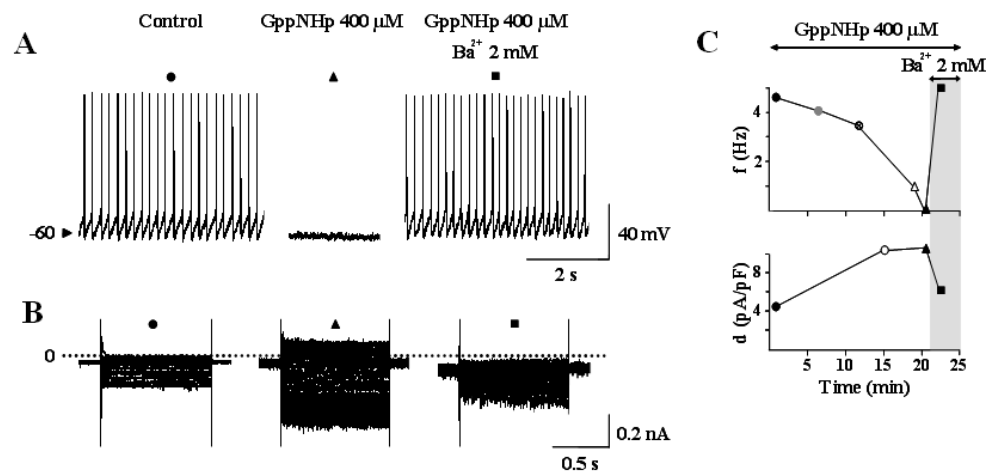 A
Control
GppNHp 400 µM
GppNHp 400 µM
Ba²⁺ 2 mM
-60
40 mV
2 s
B
0
0.2 nA
0.5 s
C
GppNHp 400 µM
Ba²⁺ 2 mM
f (Hz)
4
2
d (pA/pF)
8
4
5 10 15 20 25
Time (min)